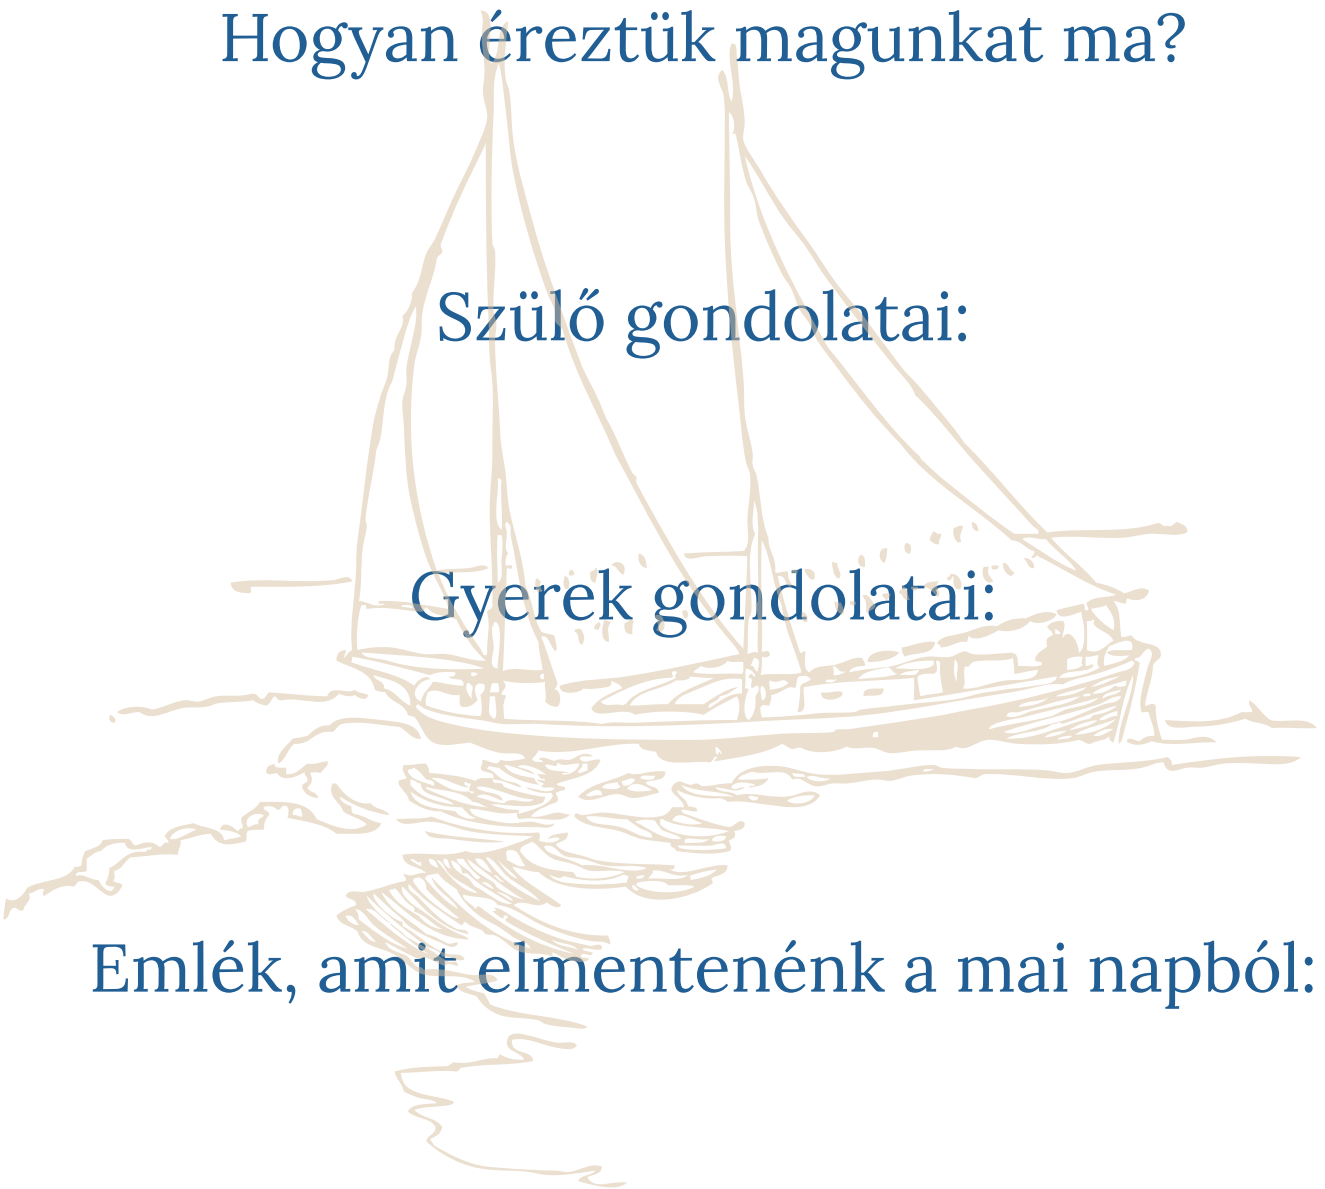 Hogyan éreztük magunkat ma?
Szülő gondolatai:
Gyerek gondolatai:
Emlék, amit elmentenénk a mai napból: